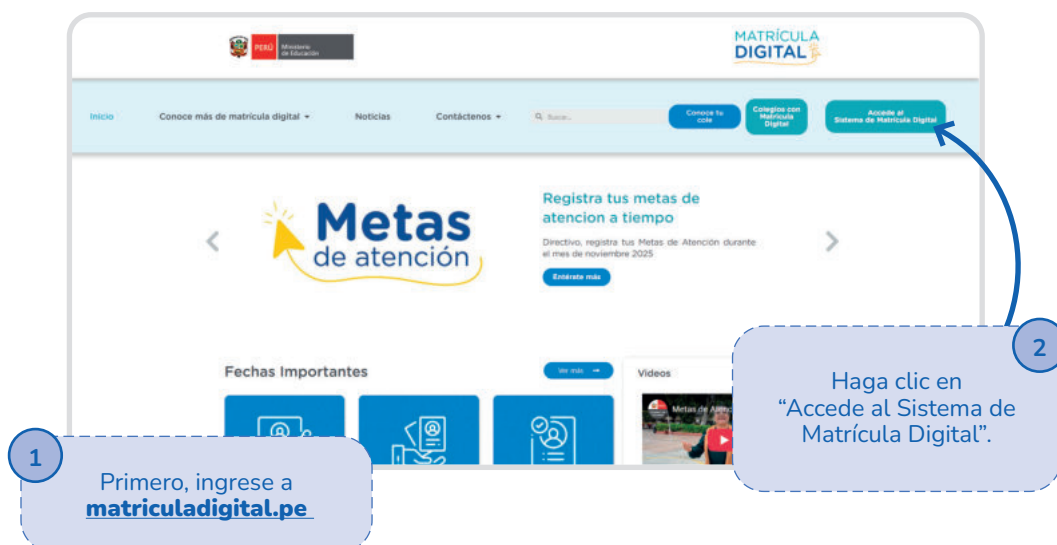 PERÚ
Ministerio
de Educación
MATRÍCULA
DIGITAL
Inicio
Conoce más de matrícula digital
Noticias
Contáctenos
Buscar...
Conoce tu
cole
Colegios con
Matrícula
Digital
Accede al
Sistema de Matrícula Digital
Metas
de atención
Registra tus metas de
atencion a tiempo
Directivo, registra tus Metas de Atención durante
el mes de noviembre 2025
Entérate más
Fechas Importantes
Ver más
Videos
Metas de
2
Haga clic en
“Accede al Sistema de
Matrícula Digital”.
1
Primero, ingrese a
matriculadigital.pe